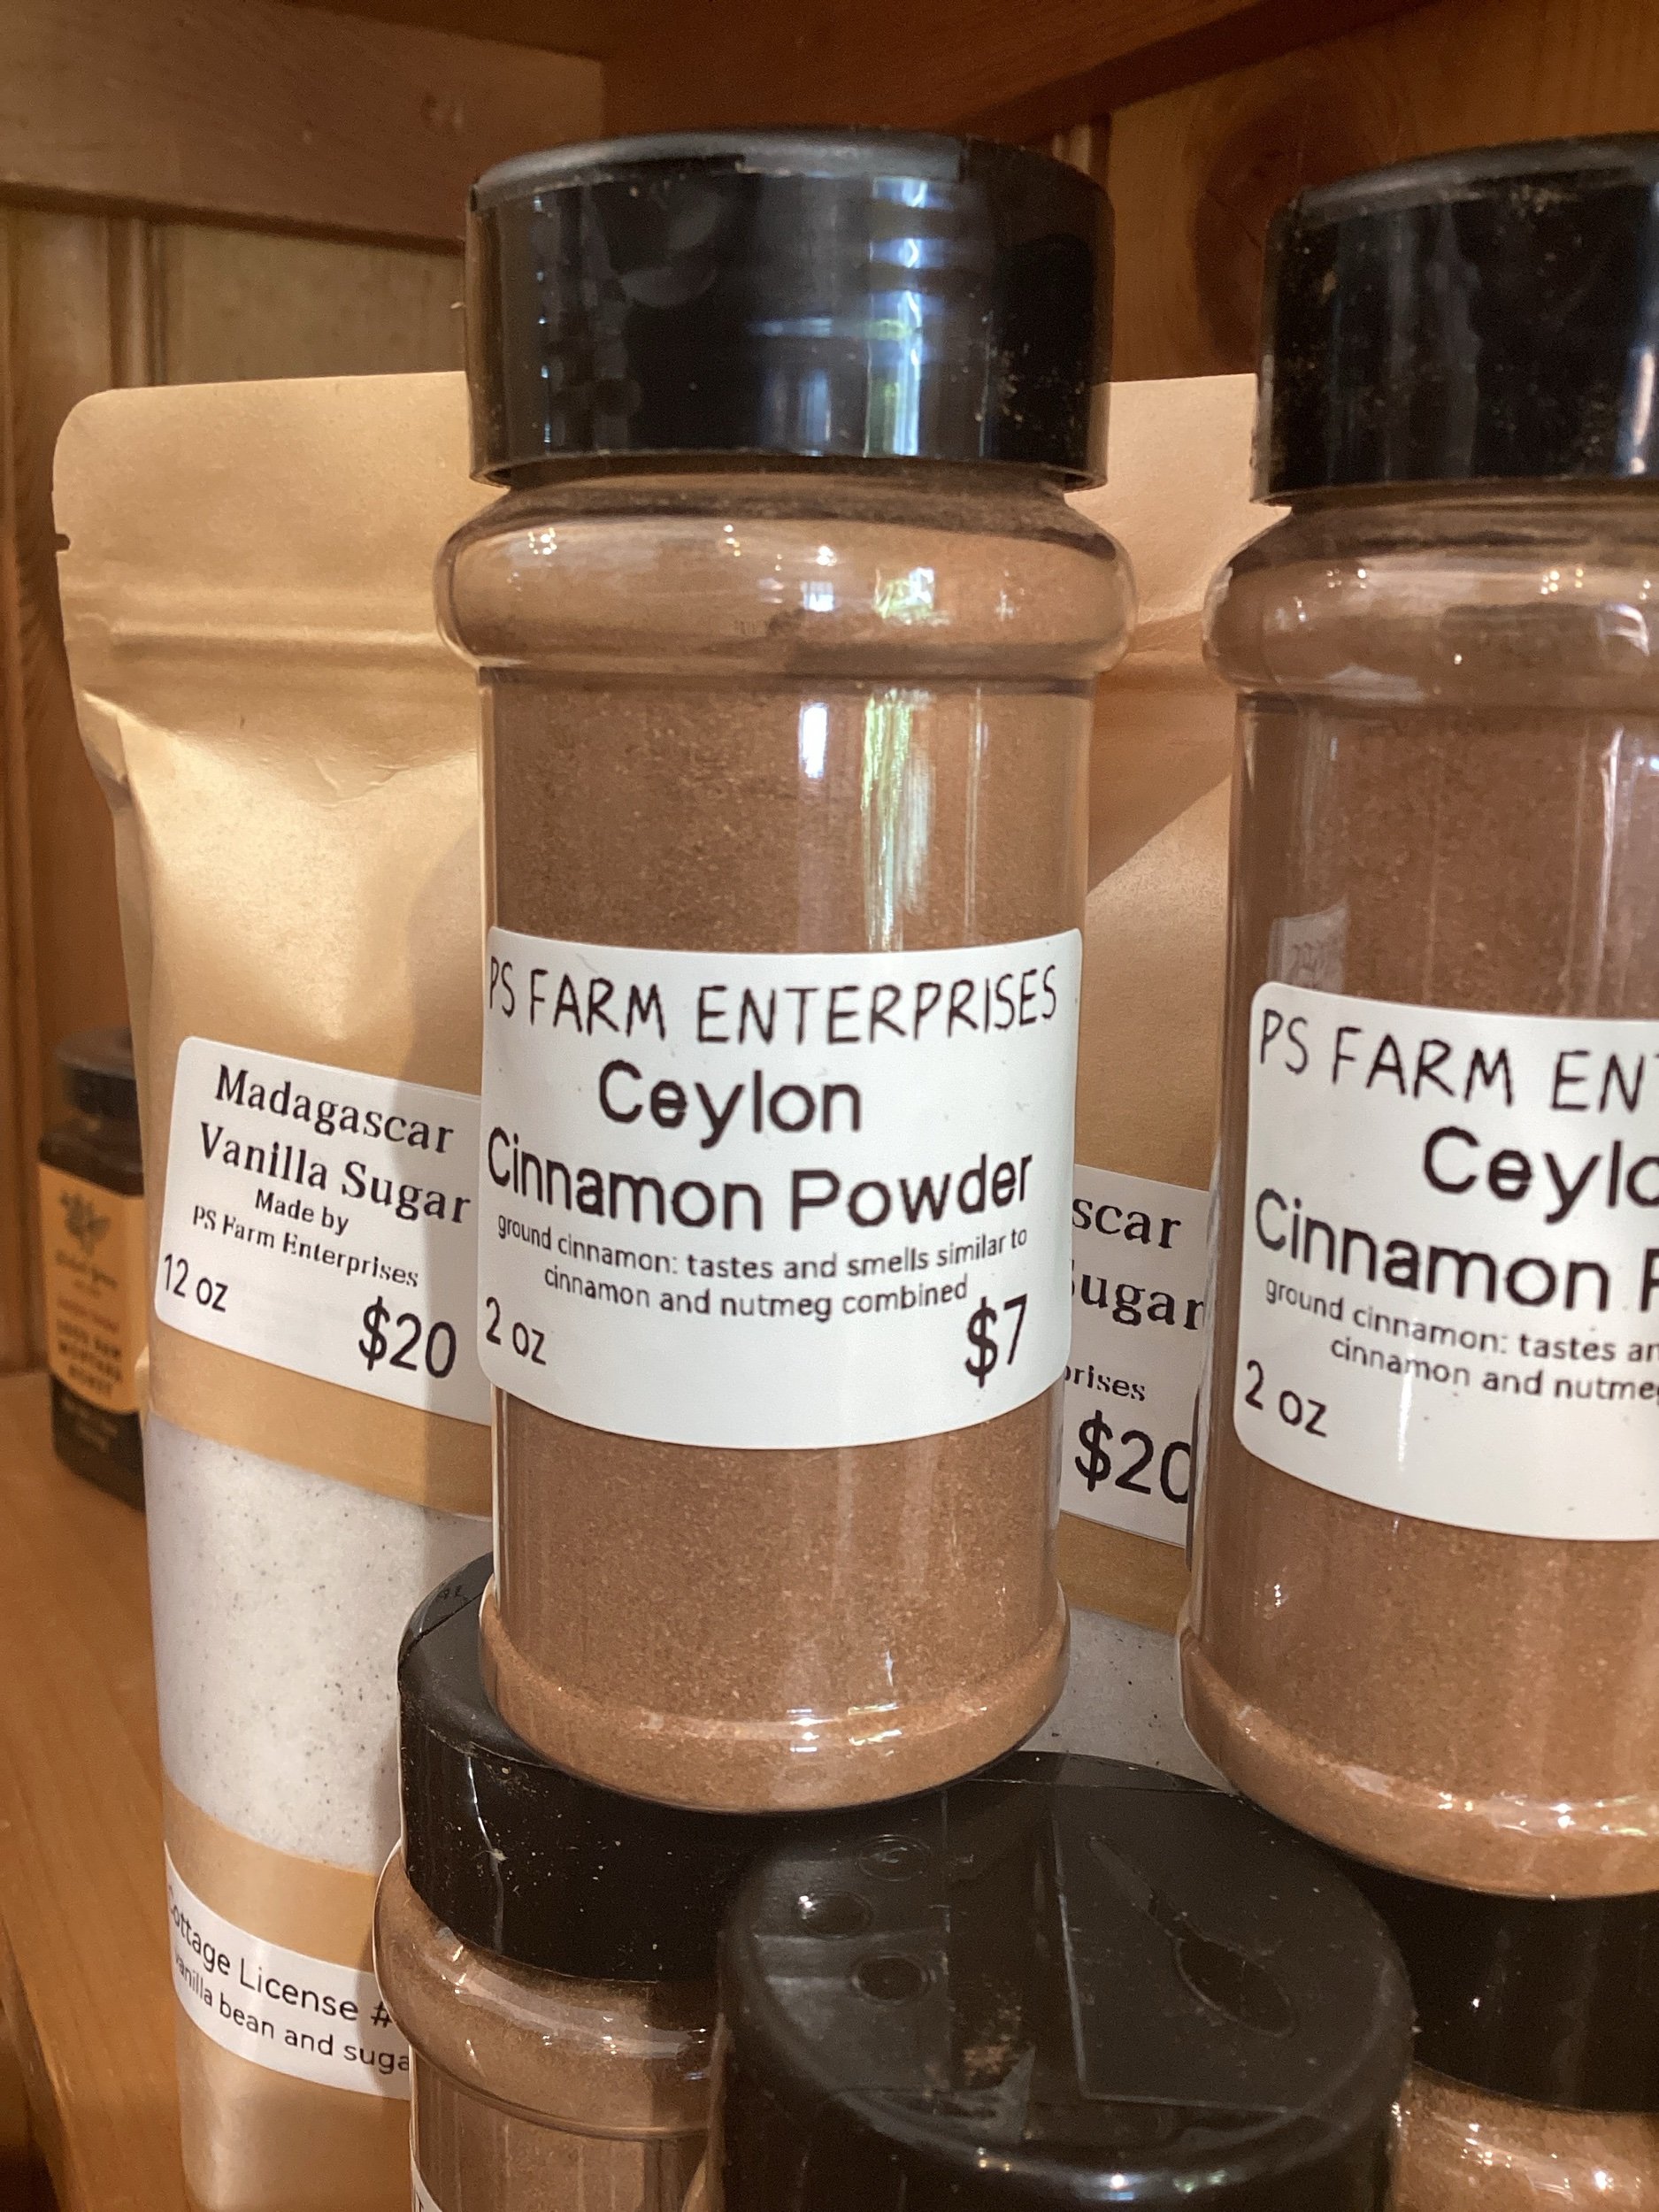 PS FARM ENTERPRISES
Ceylon
Cinnamon Powder
ground cinnamon: tastes and smells similar to
cinnamon and nutmeg combined
2 oz
$7
Madagascar
Vanilla Sugar
Made by
PS Farm Enterprises
12 oz
$20
Cottage License #
vanilla bean and suga
scar
Sugar
prises
$20
PS FARM EN
Ceylo
Cinnamon P
ground cinnamon: tastes an
cinnamon and nutmeg
2 oz